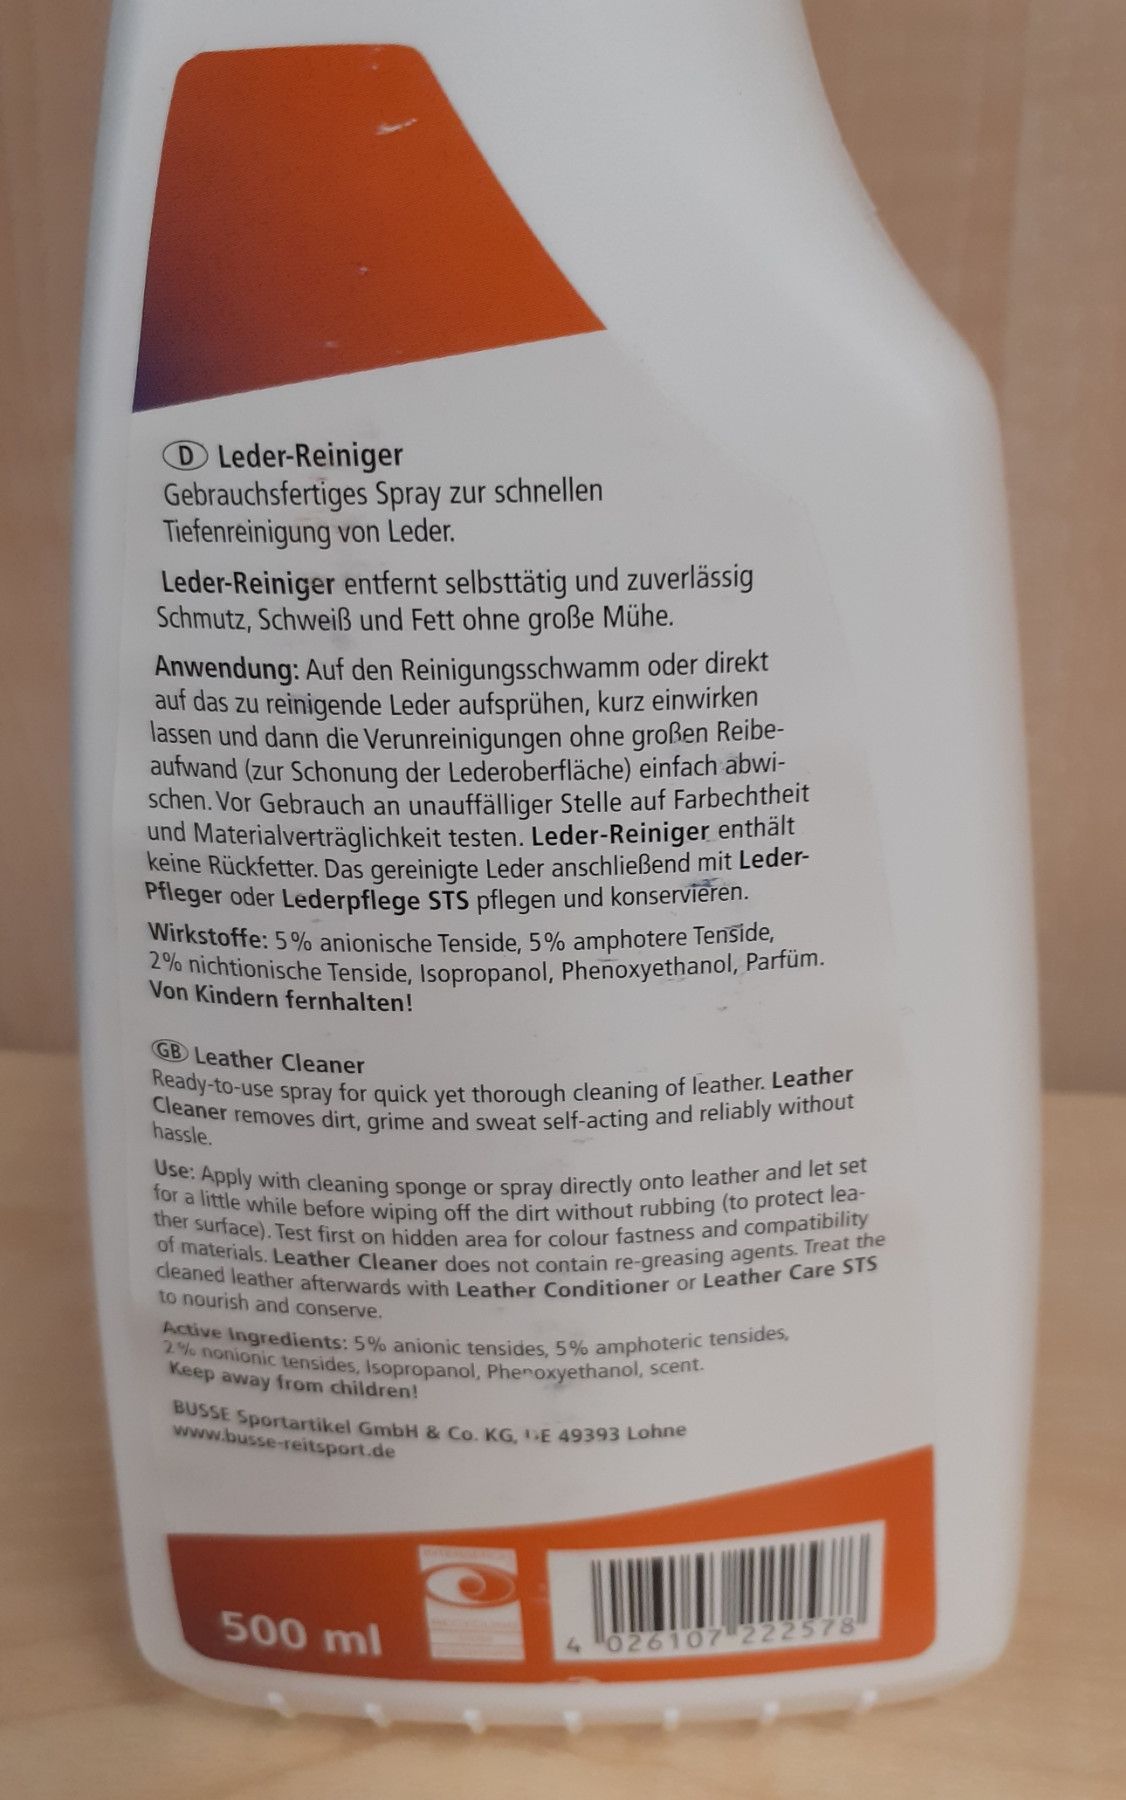 D Leder-Reiniger
Gebrauchsfertiges Spray zur schnellen
Tiefenreinigung von Leder.
Leder-Reiniger entfernt selbsttätig und zuverlässig
Schmutz, Schweiß und Fett ohne große Mühe.
Anwendung: Auf den Reinigungsschwamm oder direkt
auf das zu reinigende Leder aufsprühen, kurz einwirken
lassen und dann die Verunreinigungen ohne großen Reibe-
aufwand (zur Schonung der Lederoberfläche) einfach abwi-
schen. Vor Gebrauch an unauffälliger Stelle auf Farbechtheit
und Materialverträglichkeit testen. Leder-Reiniger enthält
keine Rückfetter. Das gereinigte Leder anschließend mit Leder-
Pfleger oder Lederpflege STS pflegen und konservieren.
Wirkstoffe: 5% anionische Tenside, 5% amphotere Tenside,
2% nichtionische Tenside, Isopropanol, Phenoxyethanol, Parfüm.
Von Kindern fernhalten!
GB Leather Cleaner
Ready-to-use spray for quick yet thorough cleaning of leather. Leather
Cleaner removes dirt, grime and sweat self-acting and reliably without
hassle.
Use: Apply with cleaning sponge or spray directly onto leather and let set
for a little while before wiping off the dirt without rubbing (to protect lea-
ther surface). Test first on hidden area for colour fastness and compatibility
of materials. Leather Cleaner does not contain re-greasing agents. Treat the
cleaned leather afterwards with Leather Conditioner or Leather Care STS
to nourish and conserve.
Active Ingredients: 5% anionic tensides, 5% amphoteric tensides,
2% nonionic tensides, Isopropanol, Phenoxyethanol, scent.
Keep away from children!
BUSSE Sportartikel GmbH & Co. KG, DE 49393 Lohne
www.busse-reitsport.de
500 ml
4 026107 222578